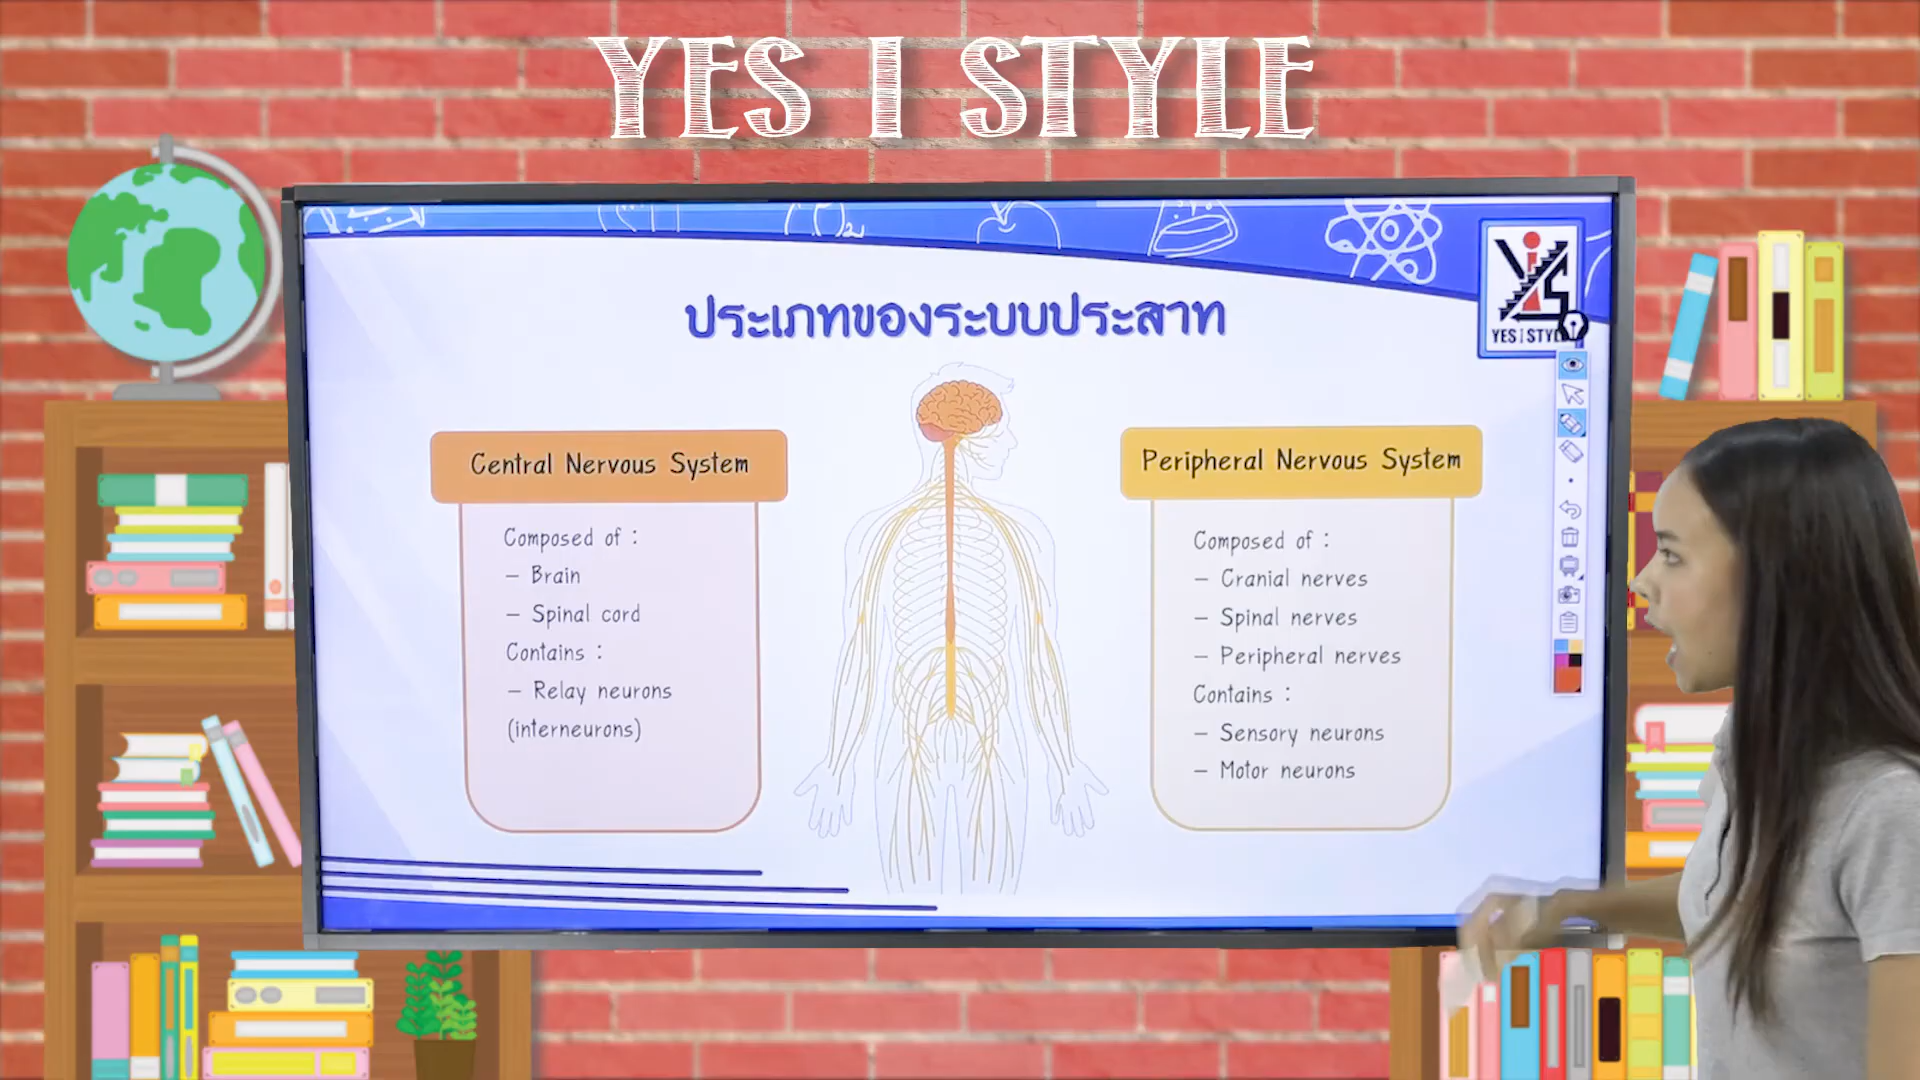 YES I STYLE
ประเภทของระบบประสาท
YES I STYLE
Central Nervous System
Composed of :
– Brain
– Spinal cord
Contains :
– Relay neurons
(interneurons)
Peripheral Nervous System
Composed of :
– Cranial nerves
– Spinal nerves
– Peripheral nerves
Contains :
– Sensory neurons
– Motor neurons